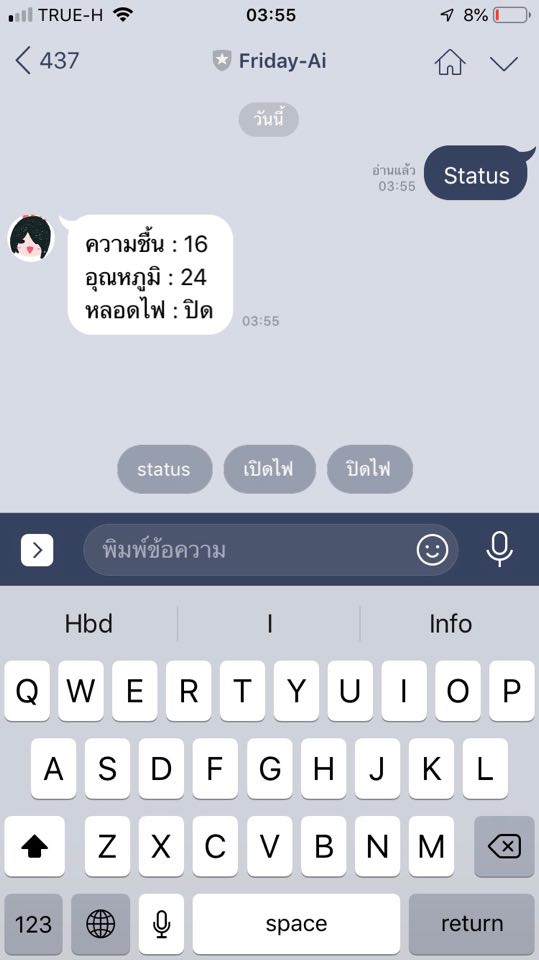 TRUE-H
03:55
8%
437
Friday-Ai
วันนี้
อ่านแล้ว
03:55
Status
ความชื้น : 16
อุณหภูมิ : 24
หลอดไฟ : ปิด
03:55
status
เปิดไฟ
ปิดไฟ
พิมพ์ข้อความ
Hbd
I
Info
Q W E R T Y U I O P
A S D F G H J K L
Z X C V B N M
123
space
return